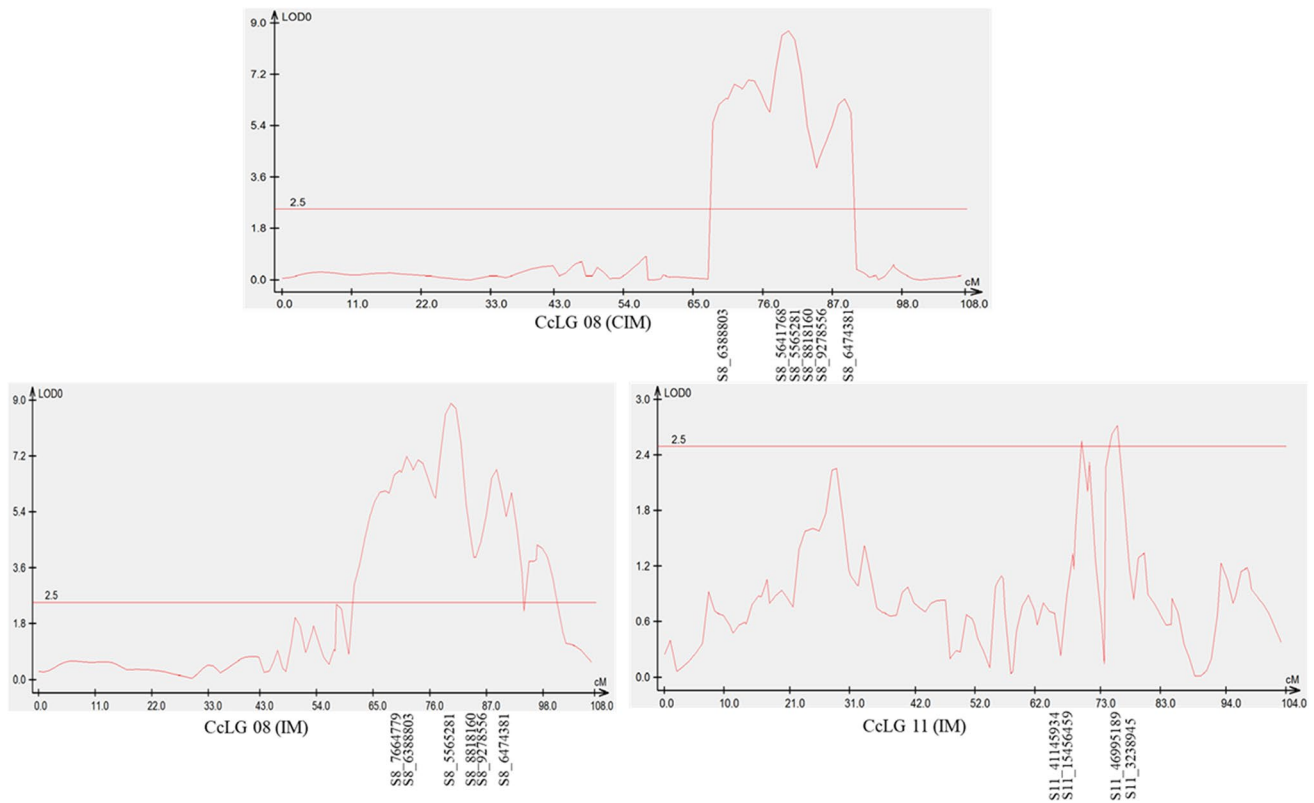 LOD0
9.0
7.2
5.4
3.6
2.5
1.8
0.0
cM
0.0 11.0 22.0 33.0 43.0 54.0 65.0 76.0 87.0 98.0 108.0
CcLG 08 (CIM)
S8_6388803
S8_5641768
S8_5565281
S8_8818160
S8_9278556
S8_6474381
LOD0
9.0
7.2
5.4
3.6
2.5
1.8
0.0
cM
0.0 11.0 22.0 33.0 43.0 54.0 65.0 76.0 87.0 98.0 108.0
CcLG 08 (IM)
S8_7664779
S8_6388803
S8_5565281
S8_8818160
S8_9278556
S8_6474381
LOD0
3.0
2.5
2.4
1.8
1.2
0.6
0.0
cM
0.0 10.0 21.0 31.0 42.0 52.0 62.0 73.0 83.0 94.0 104.0
CcLG 11 (IM)
S11_41145934
S11_15456459
S11_46995189
S11_3238945